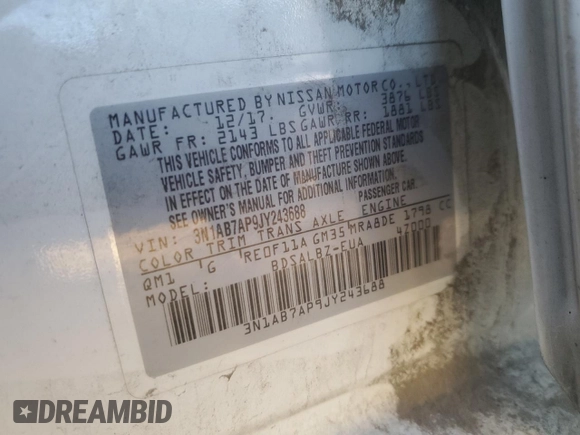 MANUFACTURED BY NISSAN MOTOR CO., LTD.
DATE: 12/17. GVWR: 3876 LBS
GAWR FR: 2143 LBS GAWR RR: 1881 LBS
THIS VEHICLE CONFORMS TO ALL APPLICABLE FEDERAL MOTOR
VEHICLE SAFETY, BUMPER AND THEFT PREVENTION STANDARDS
IN EFFECT ON THE DATE OF MANUFACTURE SHOWN ABOVE.
SEE OWNER'S MANUAL FOR ADDITIONAL INFORMATION.
VIN: 3N1AB7AP9JY243688 PASSENGER CAR
COLOR TRIM TRANS AXLE ENGINE
QM1 G RE0F11A GM35 MRA8DE 1798 CC
MODEL: BDSALBZ-EUA 47000
3N1AB7AP9JY243688
DREAMBID